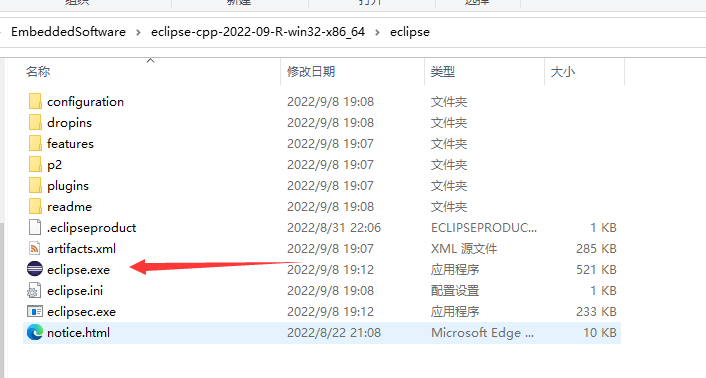 组织 新建 打开 选择
EmbeddedSoftware > eclipse-cpp-2022-09-R-win32-x86_64 > eclipse
名称 修改日期 类型 大小
configuration 2022/9/8 19:08 文件夹
dropins 2022/9/8 19:08 文件夹
features 2022/9/8 19:07 文件夹
p2 2022/9/8 19:07 文件夹
plugins 2022/9/8 19:07 文件夹
readme 2022/9/8 19:08 文件夹
.eclipseproduct 2022/8/31 22:06 ECLIPSEPRODUC... 1 KB
artifacts.xml 2022/9/8 19:07 XML 源文件 285 KB
eclipse.exe 2022/9/8 19:12 应用程序 521 KB
eclipse.ini 2022/9/8 19:08 配置设置 1 KB
eclipsec.exe 2022/9/8 19:12 应用程序 233 KB
notice.html 2022/8/22 21:08 Microsoft Edge ... 10 KB